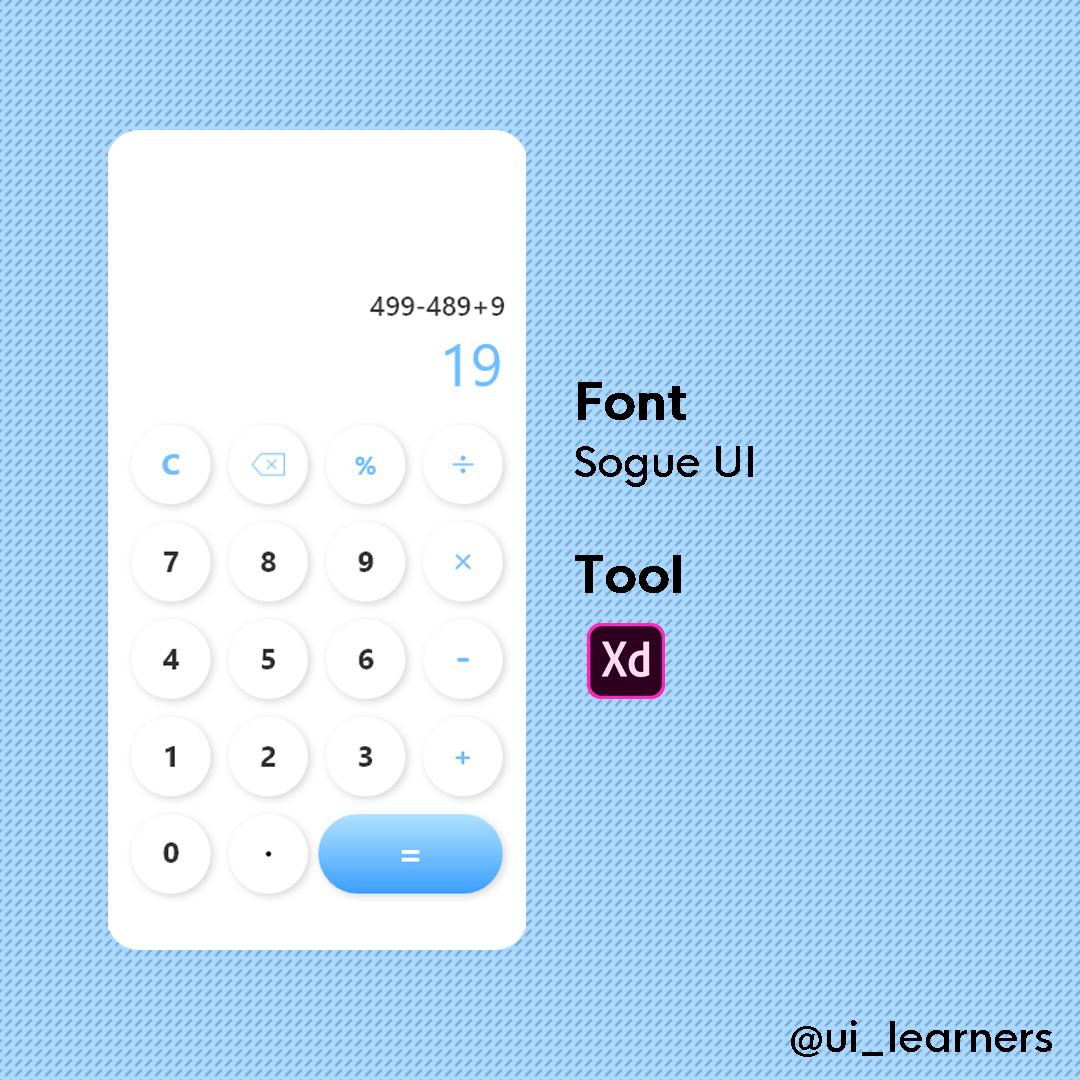 499-489+9
19
C % ÷
7 8 9 ×
4 5 6 -
1 2 3 +
0 . =
Font
Sogue UI
Tool
Xd
@ui_learners